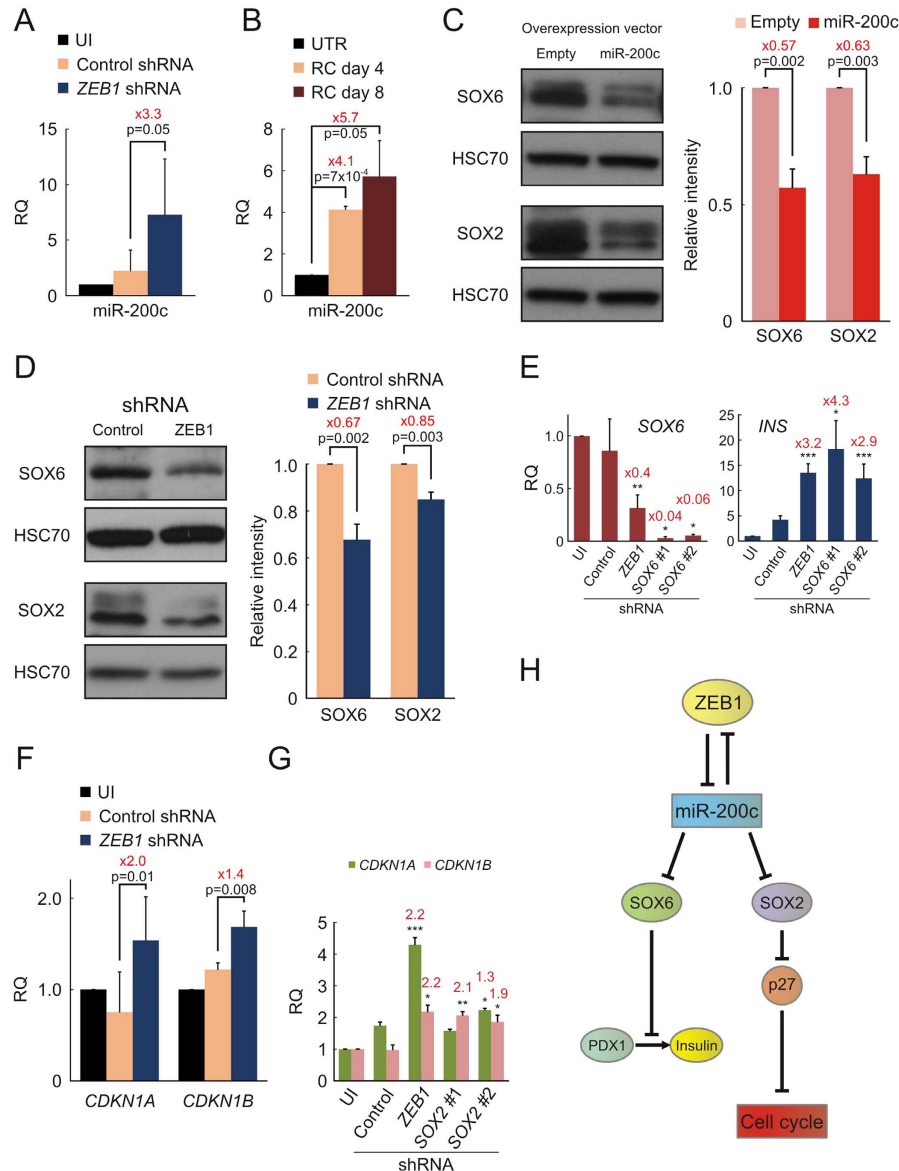 A
UI
Control shRNA
ZEB1 shRNA
x3.3
p=0.05
15
10
5
0
RQ
miR-200c
B
UTR
RC day 4
RC day 8
x5.7
p=0.05
x4.1
p=7x10⁻⁴
8
6
4
2
0
RQ
miR-200c
C
Overexpression vector
Empty miR-200c
SOX6
HSC70
SOX2
HSC70
Empty miR-200c
x0.57 x0.63
p=0.002 p=0.003
1.0
0.5
0
Relative intensity
SOX6 SOX2
D
shRNA
Control ZEB1
SOX6
HSC70
SOX2
HSC70
Control shRNA
ZEB1 shRNA
x0.67 x0.85
p=0.002 p=0.003
1.0
0.8
0.6
0.4
0.2
0
Relative intensity
SOX6 SOX2
E
SOX6
1.0
0.5
0
RQ
x0.4
**
x0.04
*
x0.06
*
UI Control ZEB1 SOX6 #1 SOX6 #2
shRNA
INS
25
20
15
10
5
0
x3.2
***
x4.3
*
x2.9
***
UI Control ZEB1 SOX6 #1 SOX6 #2
shRNA
F
UI
Control shRNA
ZEB1 shRNA
x2.0 x1.4
p=0.01 p=0.008
2.0
1.0
0
RQ
CDKN1A CDKN1B
G
CDKN1A CDKN1B
5
4
3
2
1
0
RQ
2.2
***
2.2
*
2.1
**
1.3
*
1.9
*
UI Control ZEB1 SOX2 #1 SOX2 #2
shRNA
H
ZEB1
miR-200c
SOX6 SOX2
p27
PDX1 Insulin
Cell cycle